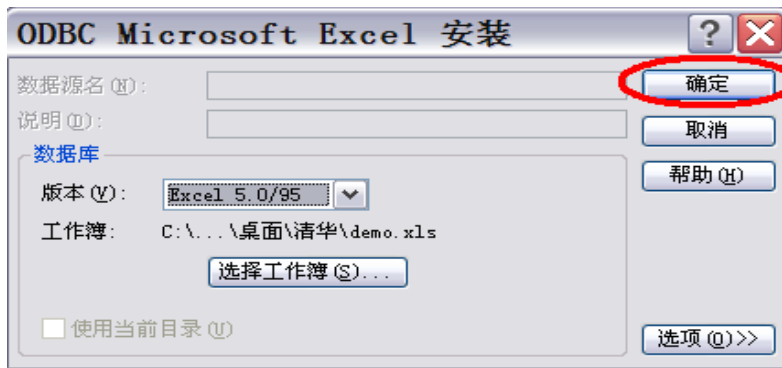 ODBC Microsoft Excel 安装
数据源名(N):
确定
说明(D):
取消
数据库
帮助(H)
版本(V):
Excel 5.0/95
工作簿:
C:\...\桌面\清华\demo.xls
选择工作簿(S)...
使用当前目录(U)
选项(O)>>